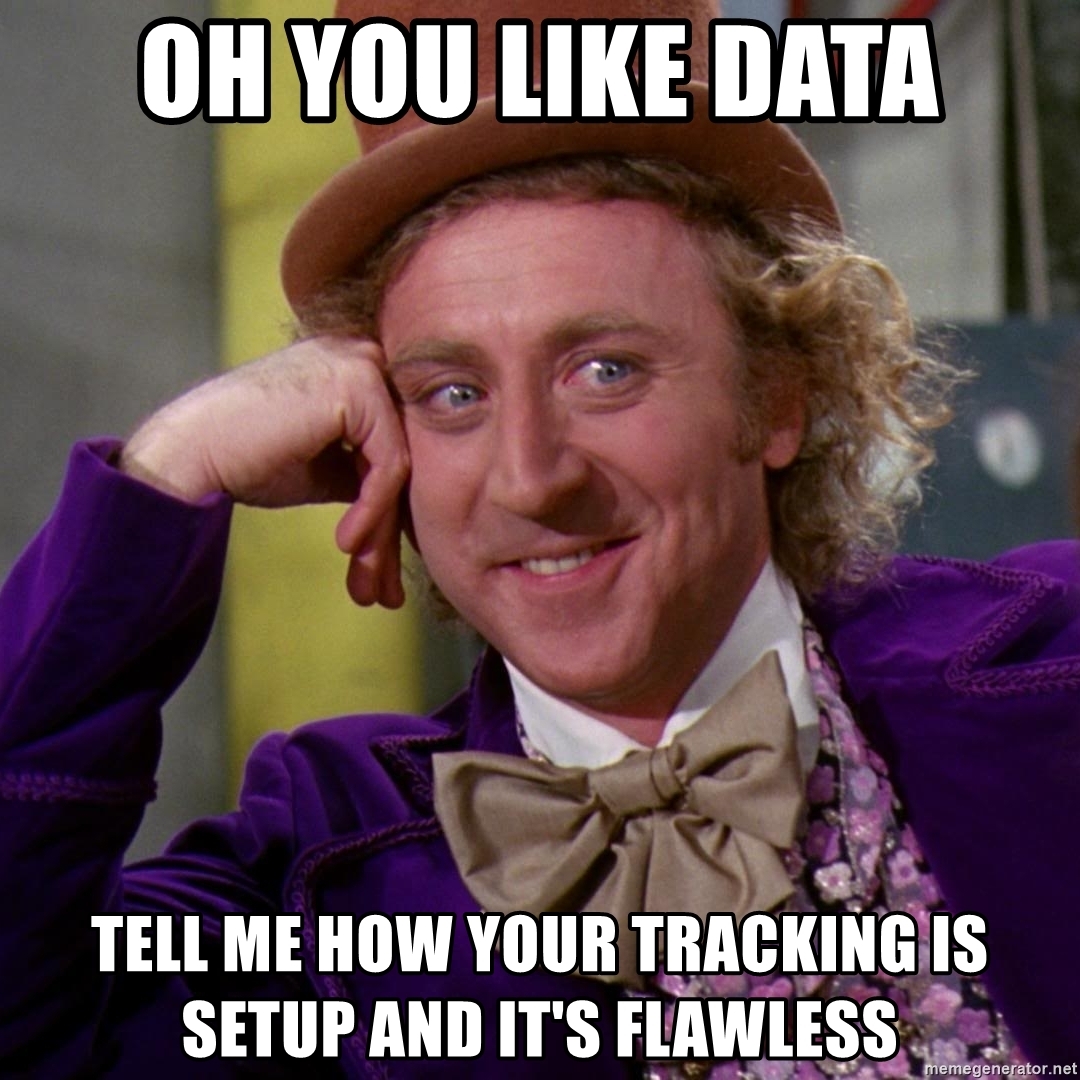 OH YOU LIKE DATA
TELL ME HOW YOUR TRACKING IS
SETUP AND IT'S FLAWLESS
memegenerator.net